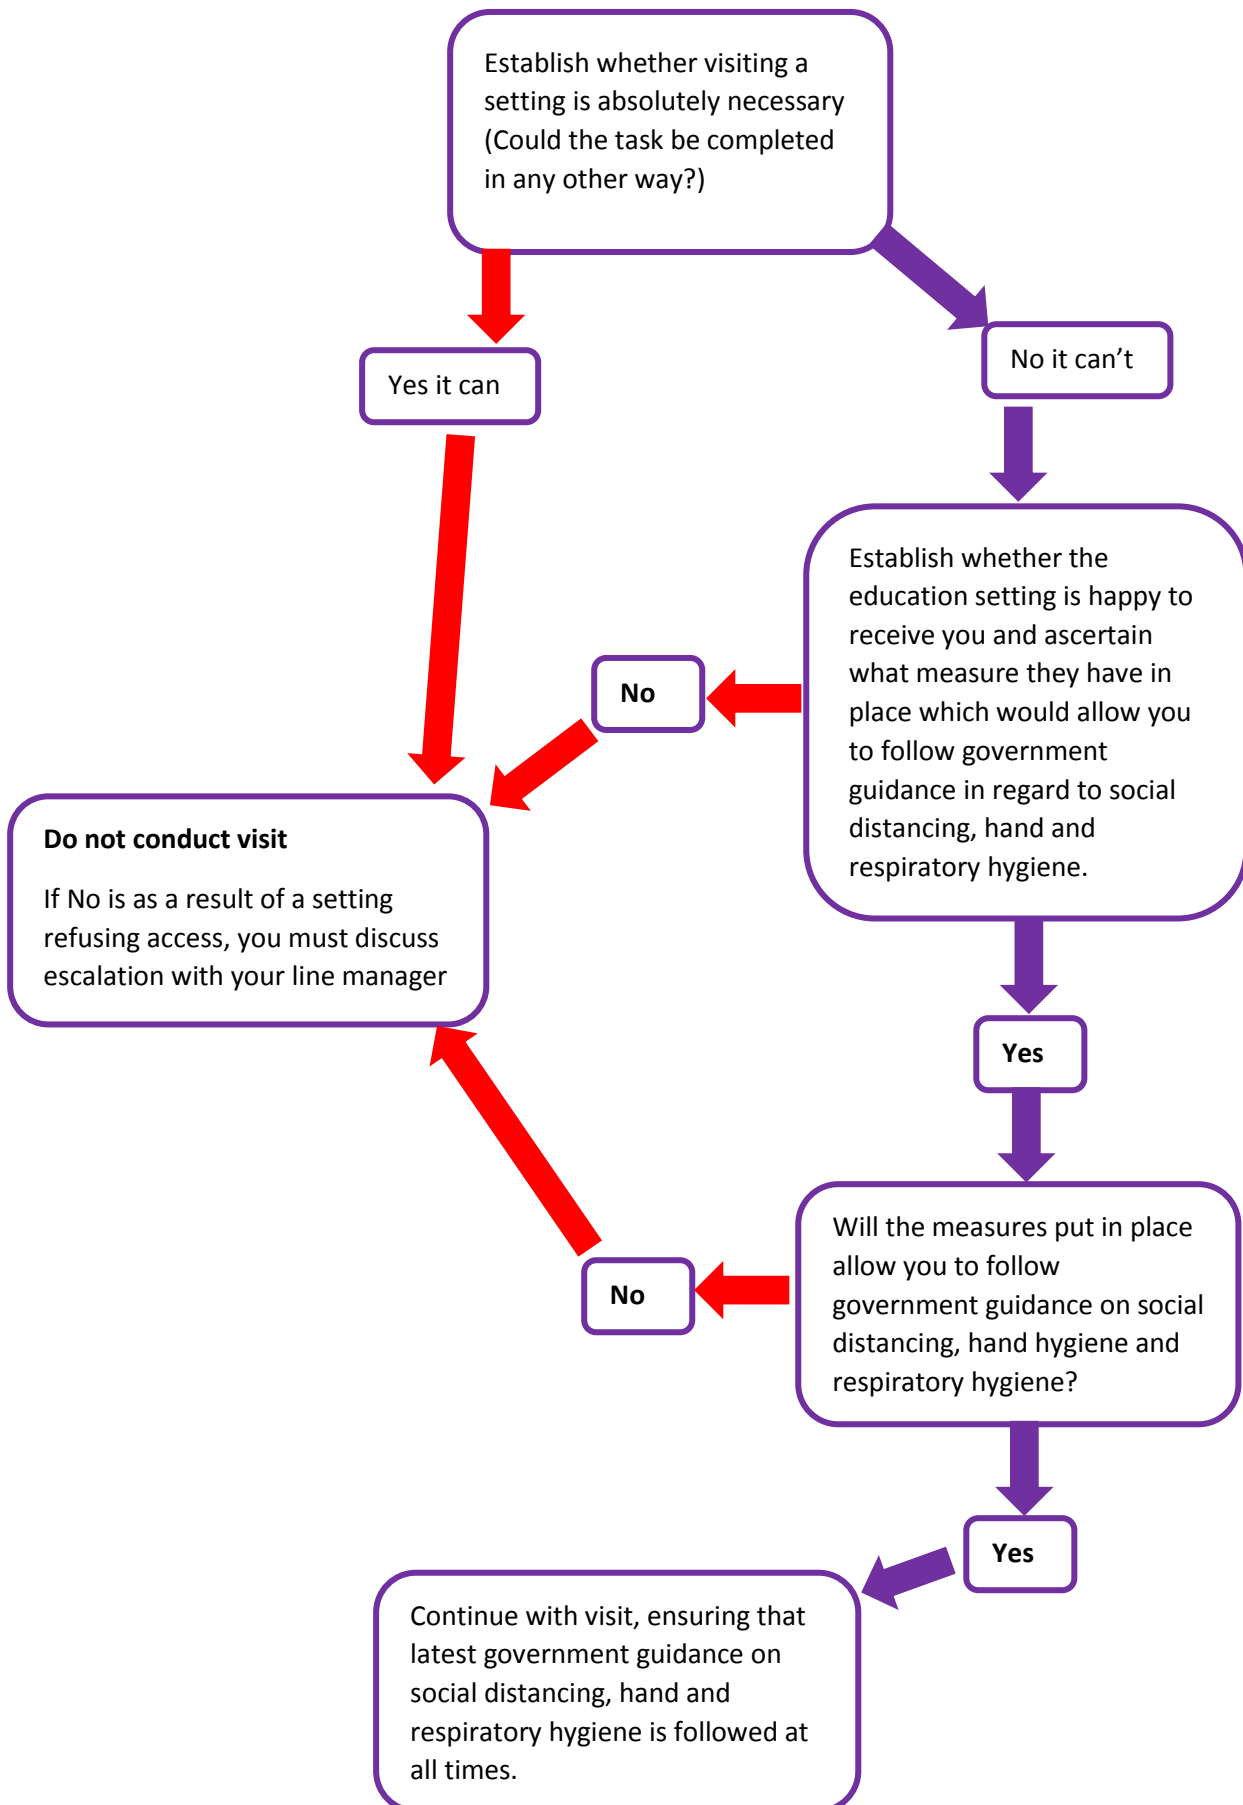 Establish whether visiting a
setting is absolutely necessary
(Could the task be completed
in any other way?)
Yes it can
No it can’t
Establish whether the
education setting is happy to
receive you and ascertain
what measure they have in
place which would allow you
to follow government
guidance in regard to social
distancing, hand and
respiratory hygiene.
No
Do not conduct visit
If No is as a result of a setting
refusing access, you must discuss
escalation with your line manager
Yes
Will the measures put in place
allow you to follow
government guidance on social
distancing, hand hygiene and
respiratory hygiene?
No
Yes
Continue with visit, ensuring that
latest government guidance on
social distancing, hand and
respiratory hygiene is followed at
all times.